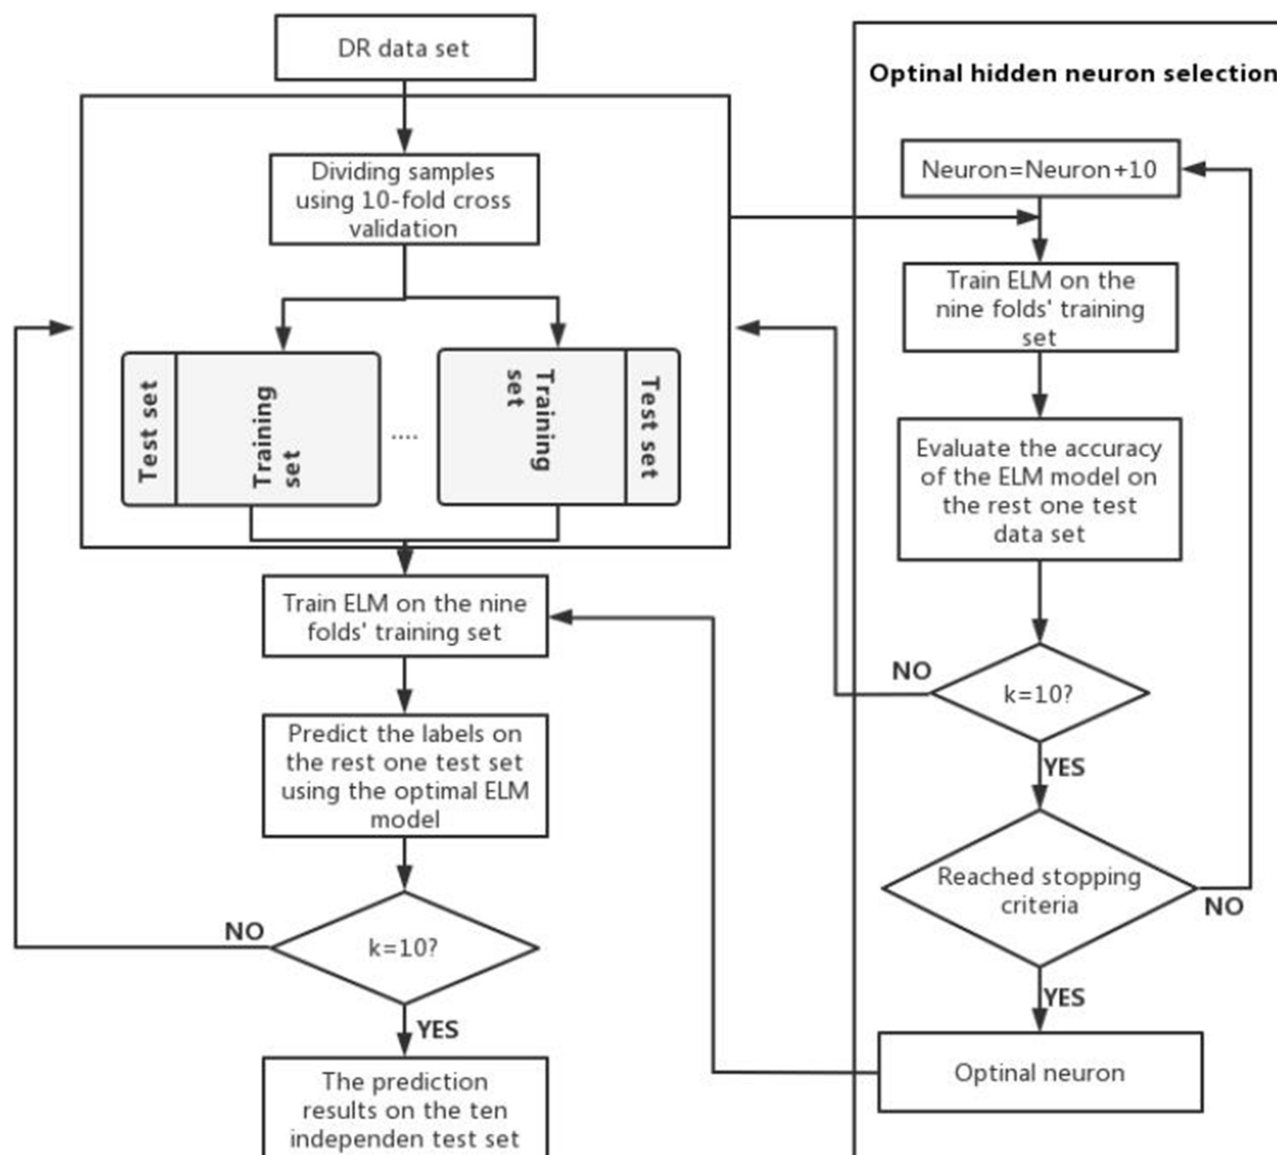 DR data set
Dividing samples
using 10-fold cross
validation
Test set
Training
set
....
Training
set
Test set
Train ELM on the nine
folds' training set
Predict the labels on
the rest one test set
using the optimal ELM
model
NO
k=10?
YES
The prediction
results on the ten
independen test set
Optinal hidden neuron selection
Neuron=Neuron+10
Train ELM on the
nine folds' training
set
Evaluate the accuracy
of the ELM model on
the rest one test
data set
NO
k=10?
YES
Reached stopping
criteria
NO
YES
Optinal neuron